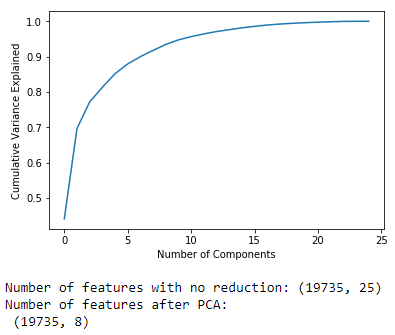 1.0
0.9
0.8
0.7
0.6
0.5
Cumulative Variance Explained
0 5 10 15 20 25
Number of Components
Number of features with no reduction: (19735, 25)
Number of features after PCA:
(19735, 8)